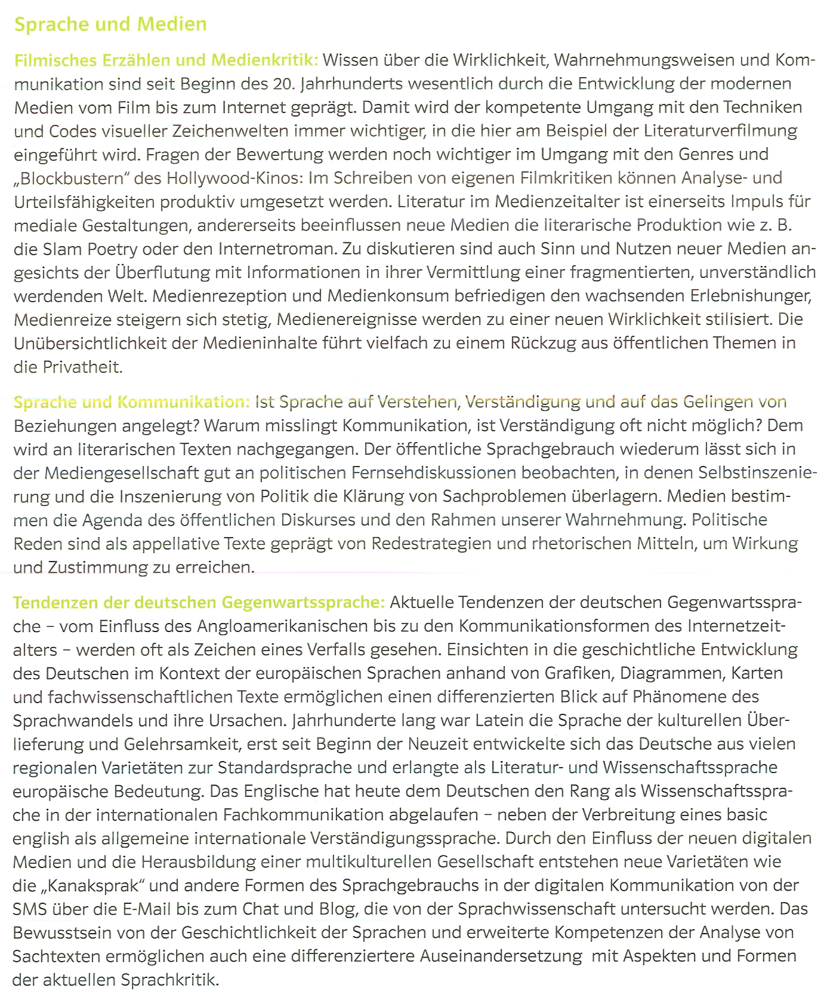 Sprache und Medien
Filmisches Erzählen und Medienkritik: Wissen über die Wirklichkeit, Wahrnehmungsweisen und Kom-
munikation sind seit Beginn des 20. Jahrhunderts wesentlich durch die Entwicklung der modernen
Medien vom Film bis zum Internet geprägt. Damit wird der kompetente Umgang mit den Techniken
und Codes visueller Zeichenwelten immer wichtiger, in die hier am Beispiel der Literaturverfilmung
eingeführt wird. Fragen der Bewertung werden noch wichtiger im Umgang mit den Genres und
„Blockbustern“ des Hollywood-Kinos: Im Schreiben von eigenen Filmkritiken können Analyse- und
Urteilsfähigkeiten produktiv umgesetzt werden. Literatur im Medienzeitalter ist einerseits Impuls für
mediale Gestaltungen, andererseits beeinflussen neue Medien die literarische Produktion wie z. B.
die Slam Poetry oder den Internetroman. Zu diskutieren sind auch Sinn und Nutzen neuer Medien an-
gesichts der Überflutung mit Informationen in ihrer Vermittlung einer fragmentierten, unverständlich
werdenden Welt. Medienrezeption und Medienkonsum befriedigen den wachsenden Erlebnishunger,
Medienreize steigern sich stetig, Medienereignisse werden zu einer neuen Wirklichkeit stilisiert. Die
Unübersichtlichkeit der Medieninhalte führt vielfach zu einem Rückzug aus öffentlichen Themen in
die Privatheit.
Sprache und Kommunikation: Ist Sprache auf Verstehen, Verständigung und auf das Gelingen von
Beziehungen angelegt? Warum misslingt Kommunikation, ist Verständigung oft nicht möglich? Dem
wird an literarischen Texten nachgegangen. Der öffentliche Sprachgebrauch wiederum lässt sich in
der Mediengesellschaft gut an politischen Fernsehdiskussionen beobachten, in denen Selbstinszenie-
rung und die Inszenierung von Politik die Klärung von Sachproblemen überlagern. Medien bestim-
men die Agenda des öffentlichen Diskurses und den Rahmen unserer Wahrnehmung. Politische
Reden sind als appellative Texte geprägt von Redestrategien und rhetorischen Mitteln, um Wirkung
und Zustimmung zu erreichen.
Tendenzen der deutschen Gegenwartssprache: Aktuelle Tendenzen der deutschen Gegenwartsspra-
che – vom Einfluss des Angloamerikanischen bis zu den Kommunikationsformen des Internetzeit-
alters – werden oft als Zeichen eines Verfalls gesehen. Einsichten in die geschichtliche Entwicklung
des Deutschen im Kontext der europäischen Sprachen anhand von Grafiken, Diagrammen, Karten
und fachwissenschaftlichen Texte ermöglichen einen differenzierten Blick auf Phänomene des
Sprachwandels und ihre Ursachen. Jahrhunderte lang war Latein die Sprache der kulturellen Über-
lieferung und Gelehrsamkeit, erst seit Beginn der Neuzeit entwickelte sich das Deutsche aus vielen
regionalen Varietäten zur Standardsprache und erlangte als Literatur- und Wissenschaftssprache
europäische Bedeutung. Das Englische hat heute dem Deutschen den Rang als Wissenschaftsspra-
che in der internationalen Fachkommunikation abgelaufen – neben der Verbreitung eines basic
english als allgemeine internationale Verständigungssprache. Durch den Einfluss der neuen digitalen
Medien und die Herausbildung einer multikulturellen Gesellschaft entstehen neue Varietäten wie
die „Kanaksprak“ und andere Formen des Sprachgebrauchs in der digitalen Kommunikation von der
SMS über die E-Mail bis zum Chat und Blog, die von der Sprachwissenschaft untersucht werden. Das
Bewusstsein von der Geschichtlichkeit der Sprachen und erweiterte Kompetenzen der Analyse von
Sachtexten ermöglichen auch eine differenziertere Auseinandersetzung mit Aspekten und Formen
der aktuellen Sprachkritik.